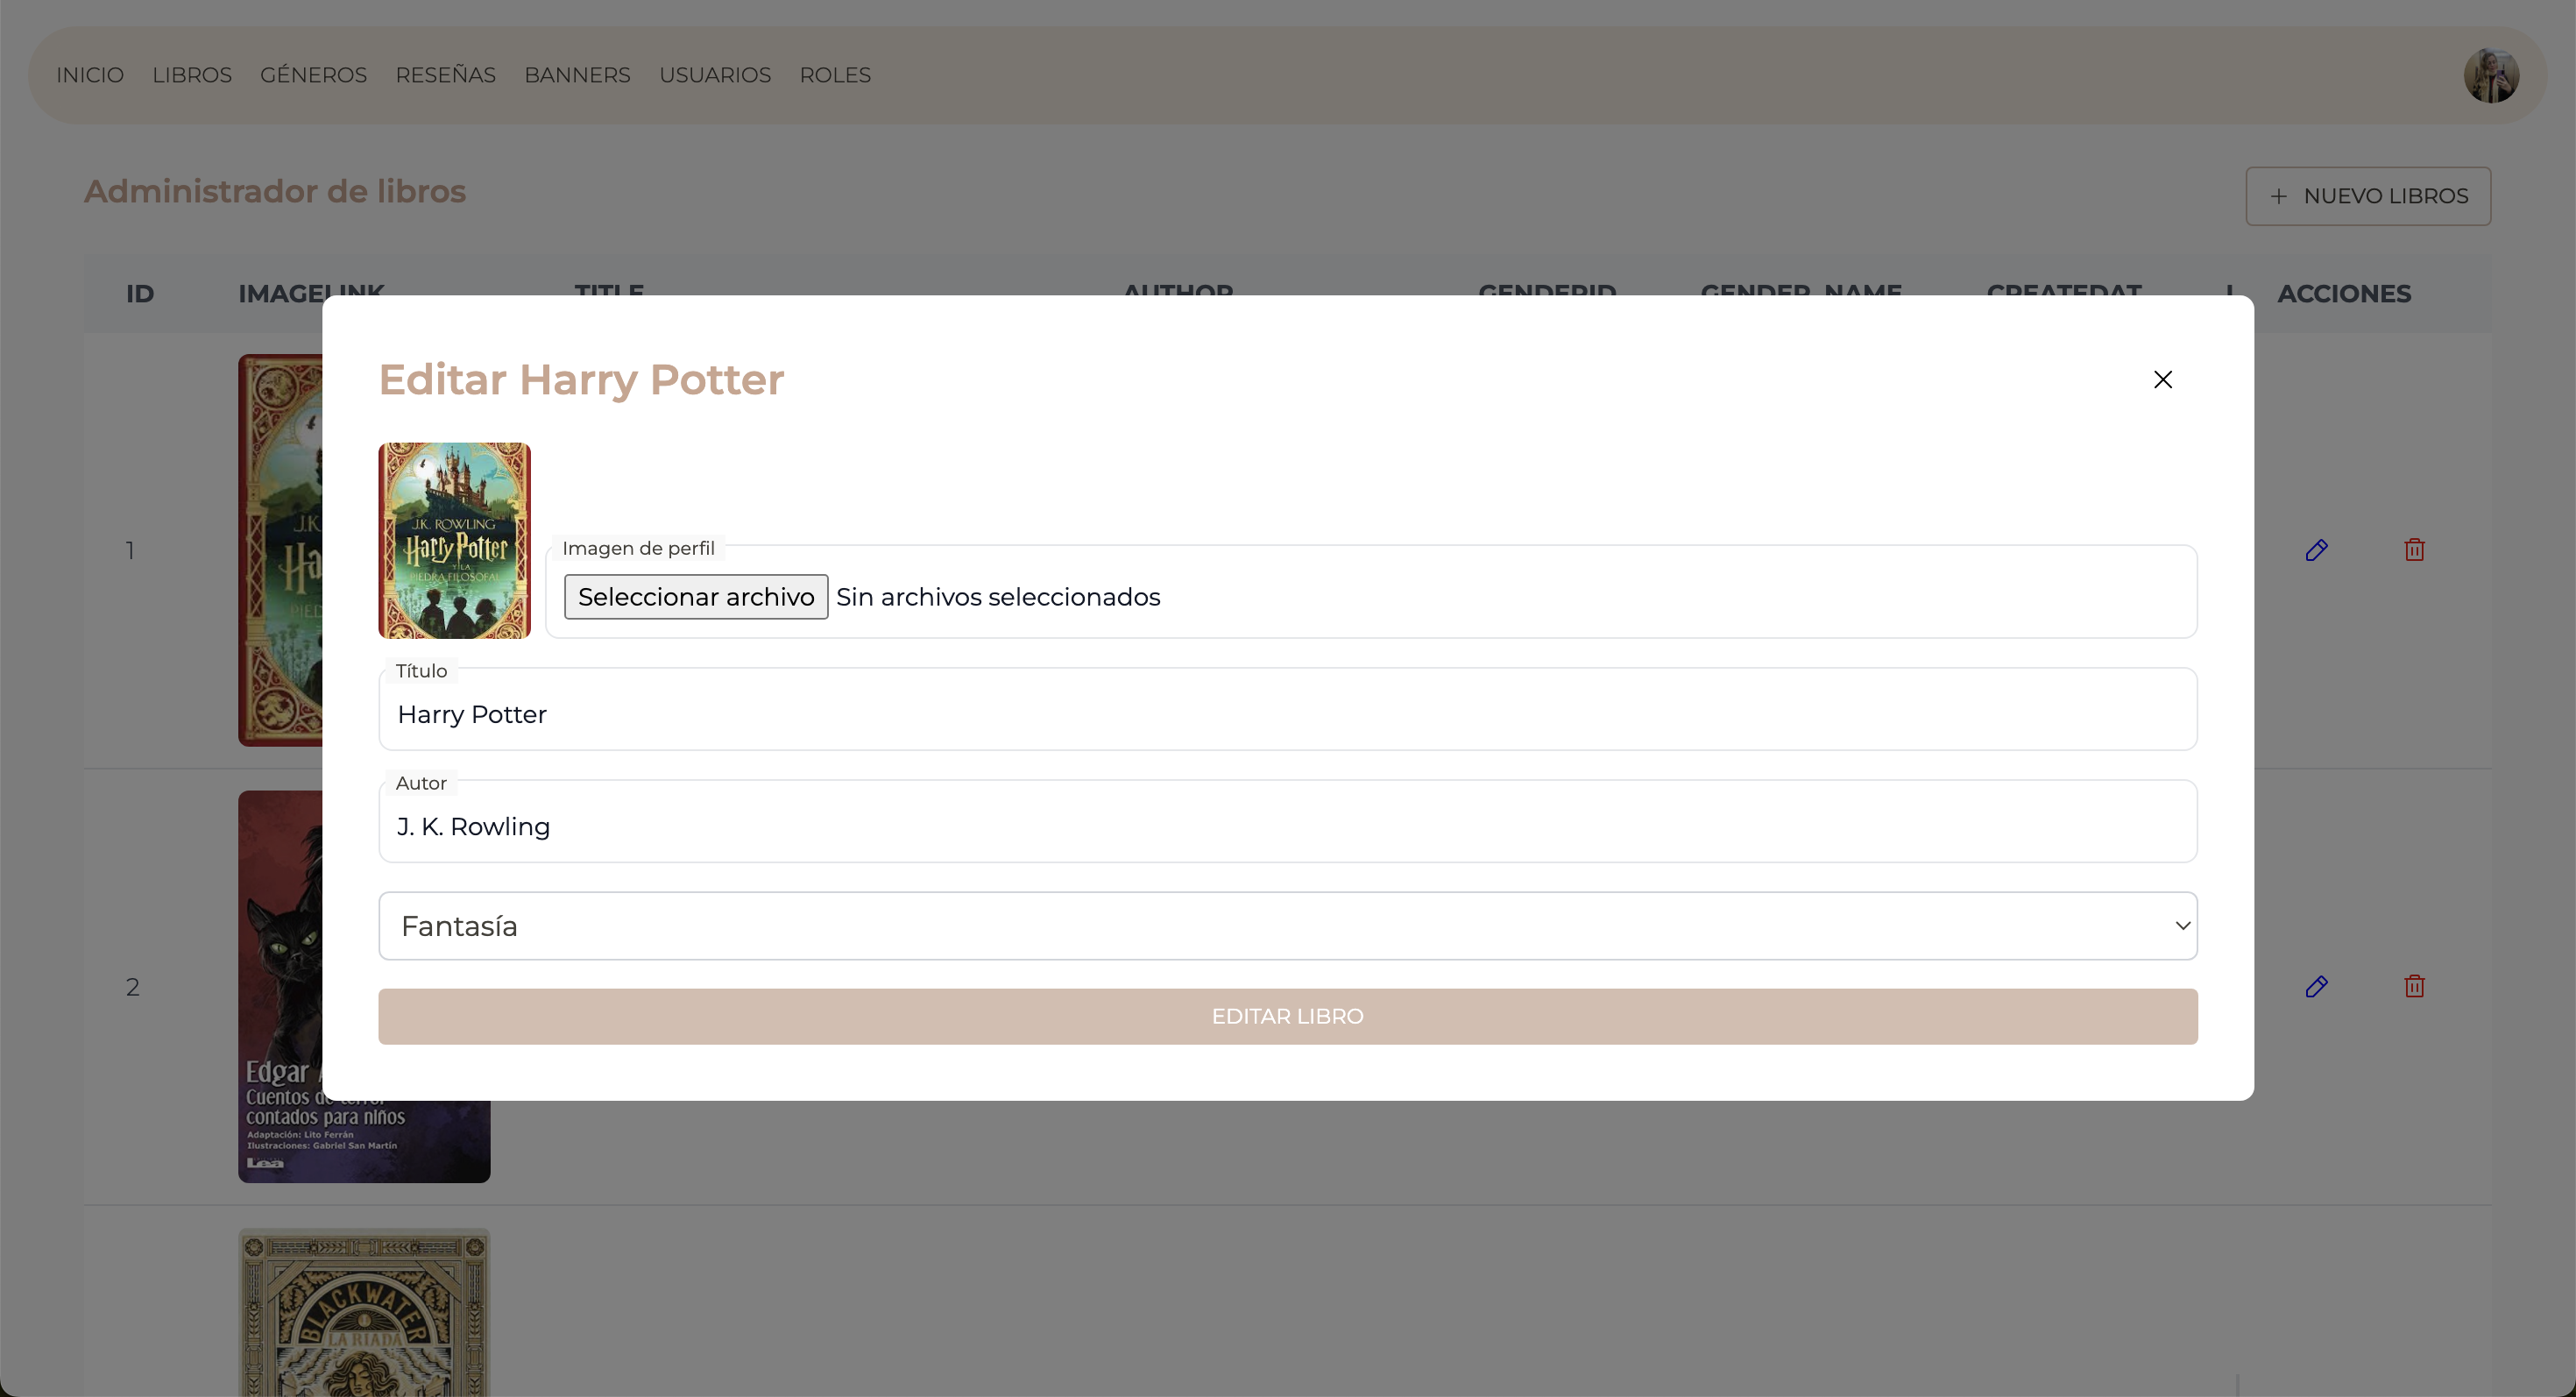 INICIO LIBROS GÉNEROS RESEÑAS BANNERS USUARIOS ROLES
Administrador de libros
+ NUEVO LIBROS
ID IMAGELINK TITLE AUTHOR GENDERID GENDER_NAME CREATEDAT ACCIONES
Editar Harry Potter
J.K. ROWLING
Harry Potter
Y LA
PIEDRA FILOSOFAL
Imagen de perfil
Seleccionar archivo Sin archivos seleccionados
1
J.K
Ha
PIED
Título
Harry Potter
Autor
J. K. Rowling
Fantasía
2
EDITAR LIBRO
Edgar
Cuentos de terror
contados para niños
Adaptación: Lito Ferrán
Ilustraciones: Gabriel San Martín
Lea
BLACKWATER
LA RIADA